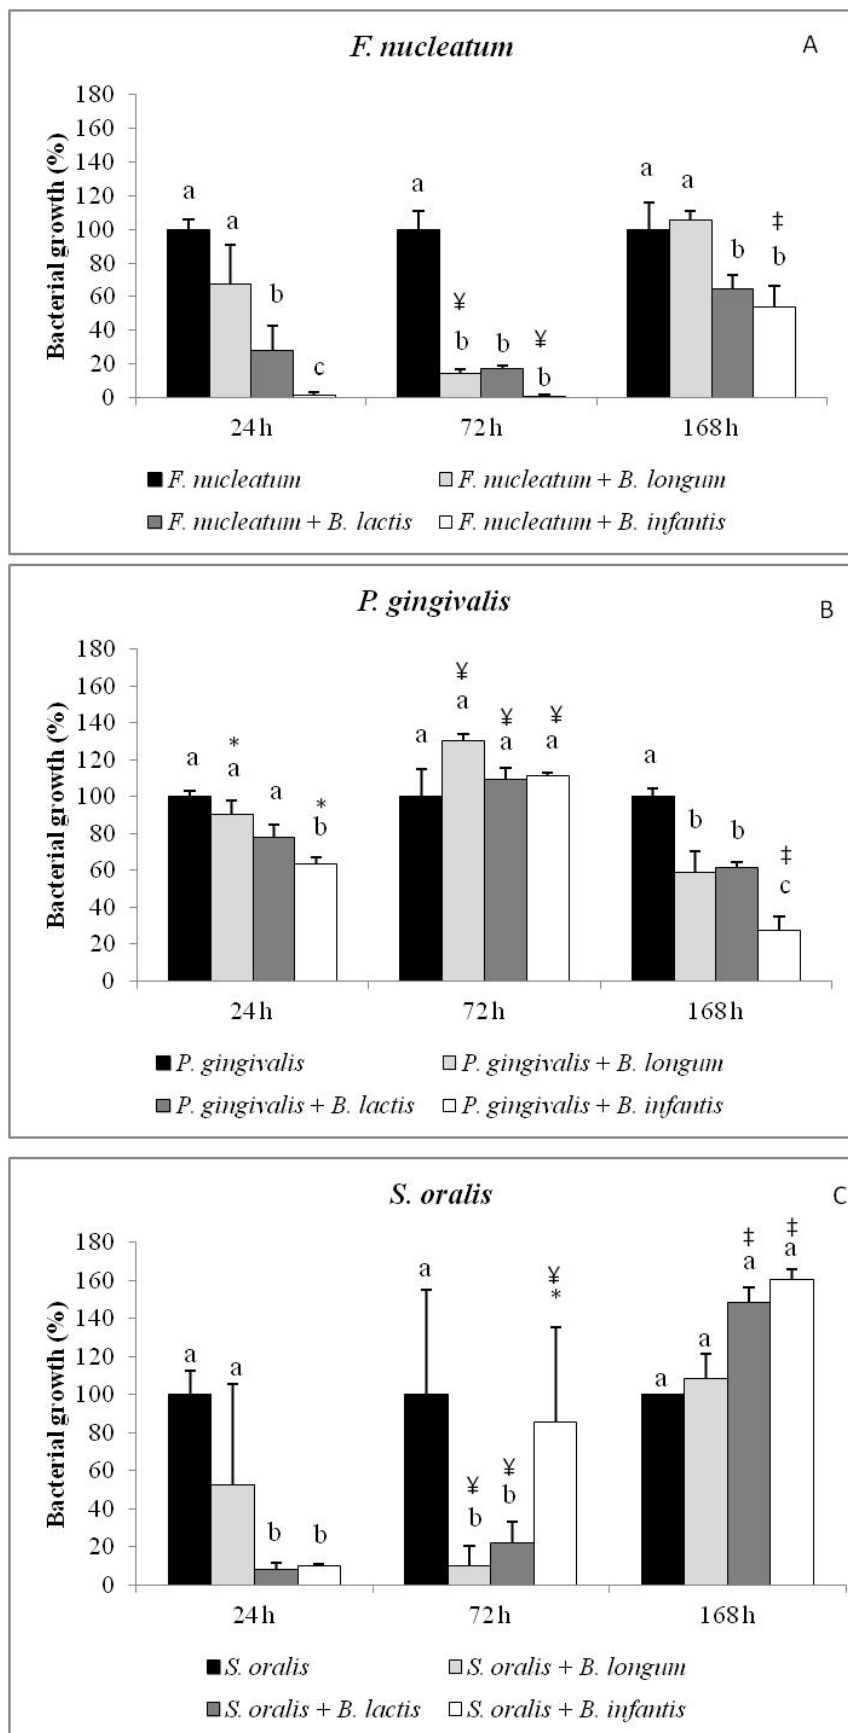 F. nucleatum
A
Bacterial growth (%)
180
160
140
120
100
80
60
40
20
0
a
a
b
c
a
¥
b
b
¥
b
a
a
b
‡
b
24h
72h
168h
F. nucleatum
F. nucleatum + B. longum
F. nucleatum + B. lactis
F. nucleatum + B. infantis
P. gingivalis
B
Bacterial growth (%)
180
160
140
120
100
80
60
40
20
0
a
*
a
a
*
b
a
¥
a
¥
a
¥
a
a
b
b
‡
c
24h
72h
168h
P. gingivalis
P. gingivalis + B. longum
P. gingivalis + B. lactis
P. gingivalis + B. infantis
S. oralis
C
Bacterial growth (%)
180
160
140
120
100
80
60
40
20
0
a
a
b
b
a
¥
b
¥
b
¥
*
a
a
‡
a
‡
a
24h
72h
168h
S. oralis
S. oralis + B. longum
S. oralis + B. lactis
S. oralis + B. infantis